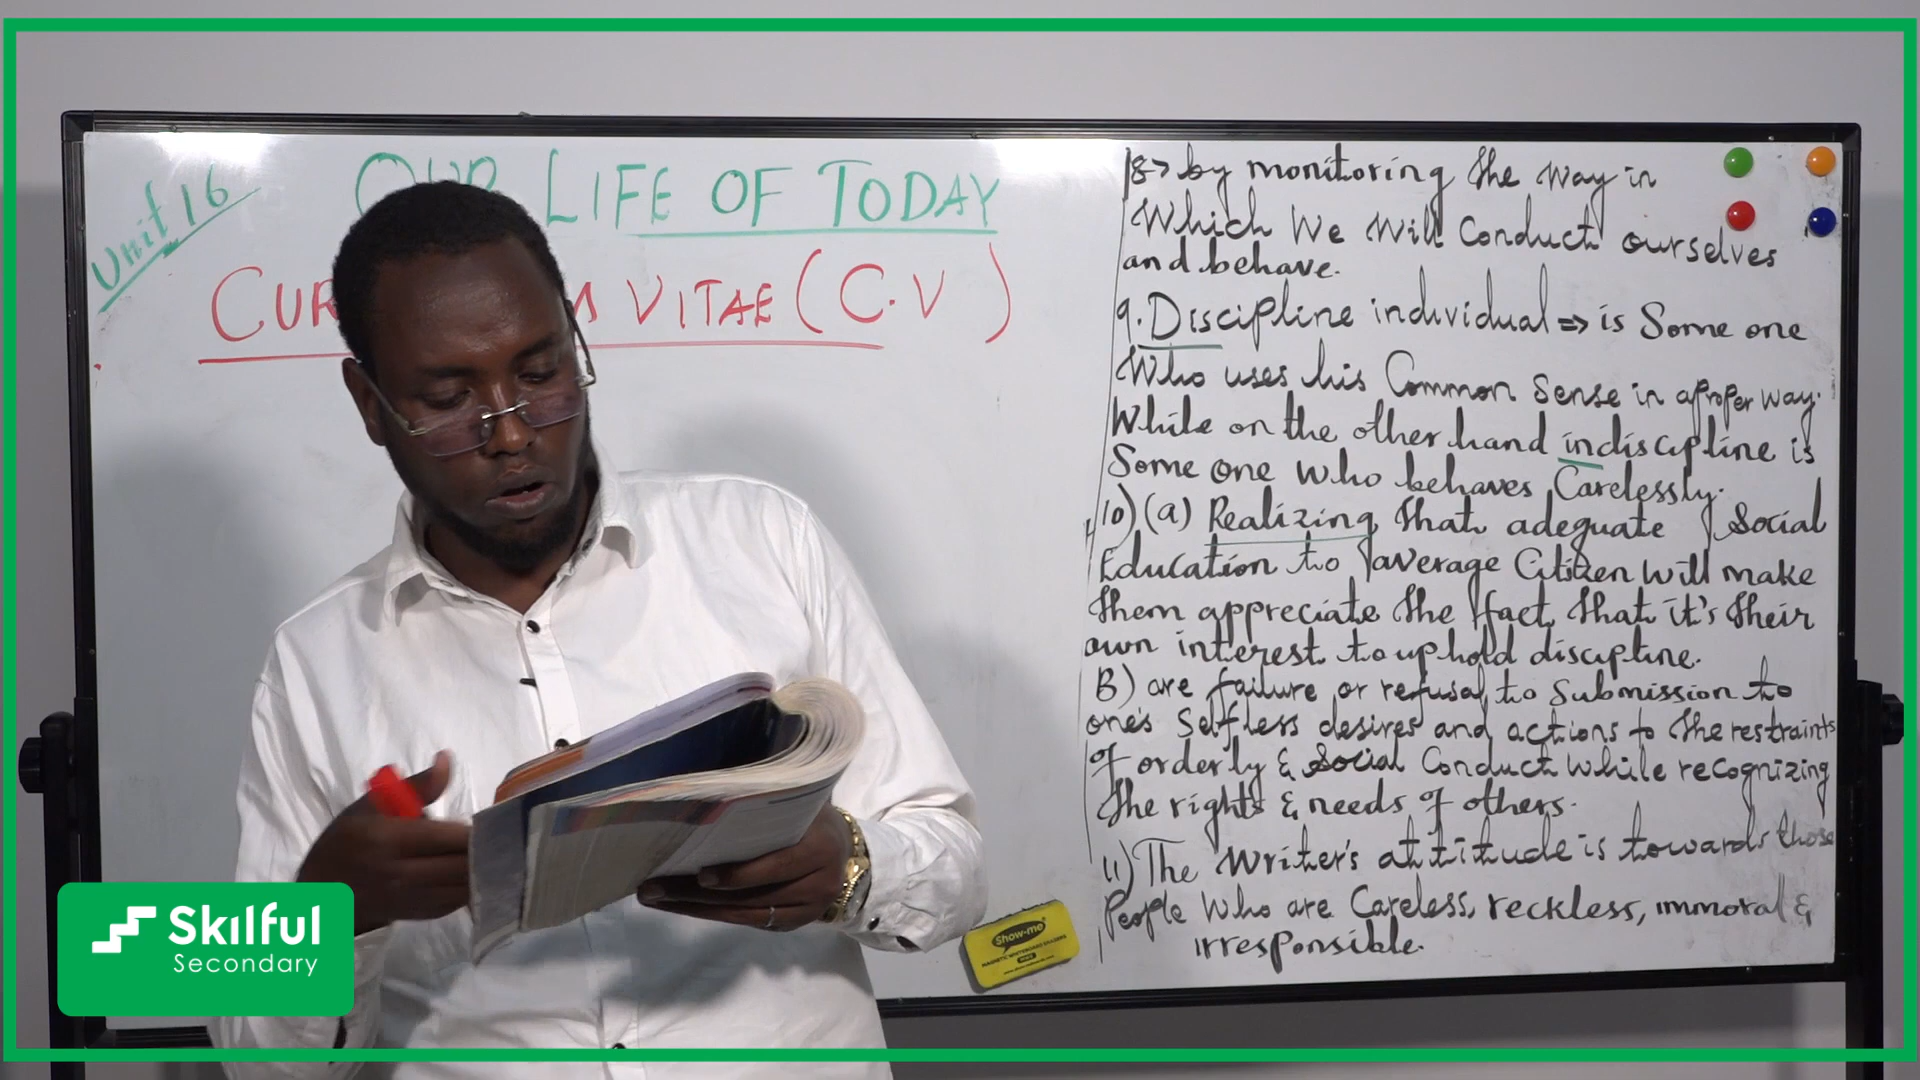 Unit 16
OUR LIFE OF TODAY
CUR VITAE (C.V)
8> by monitoring the way in
Which We Will Conduct ourselves
and behave.
9. Discipline individual => is Some one
Who uses his Common Sense in a proper way.
While on the other hand indiscipline is
Some one who behaves Carelessly.
10) (a) Realizing that adequate Social
Education to average Citizen will make
them appreciate the fact that it's their
own interest to uphold discipline.
B) are failure or refusal to Submission to
one's Selfless desires and actions to the restraints
of orderly & Social Conduct while recognizing
the rights & needs of others.
11) The Writer's attitude is towards those
People Who are Careless, reckless, immoral &
irresponsible.
Show-me
Skilful
Secondary